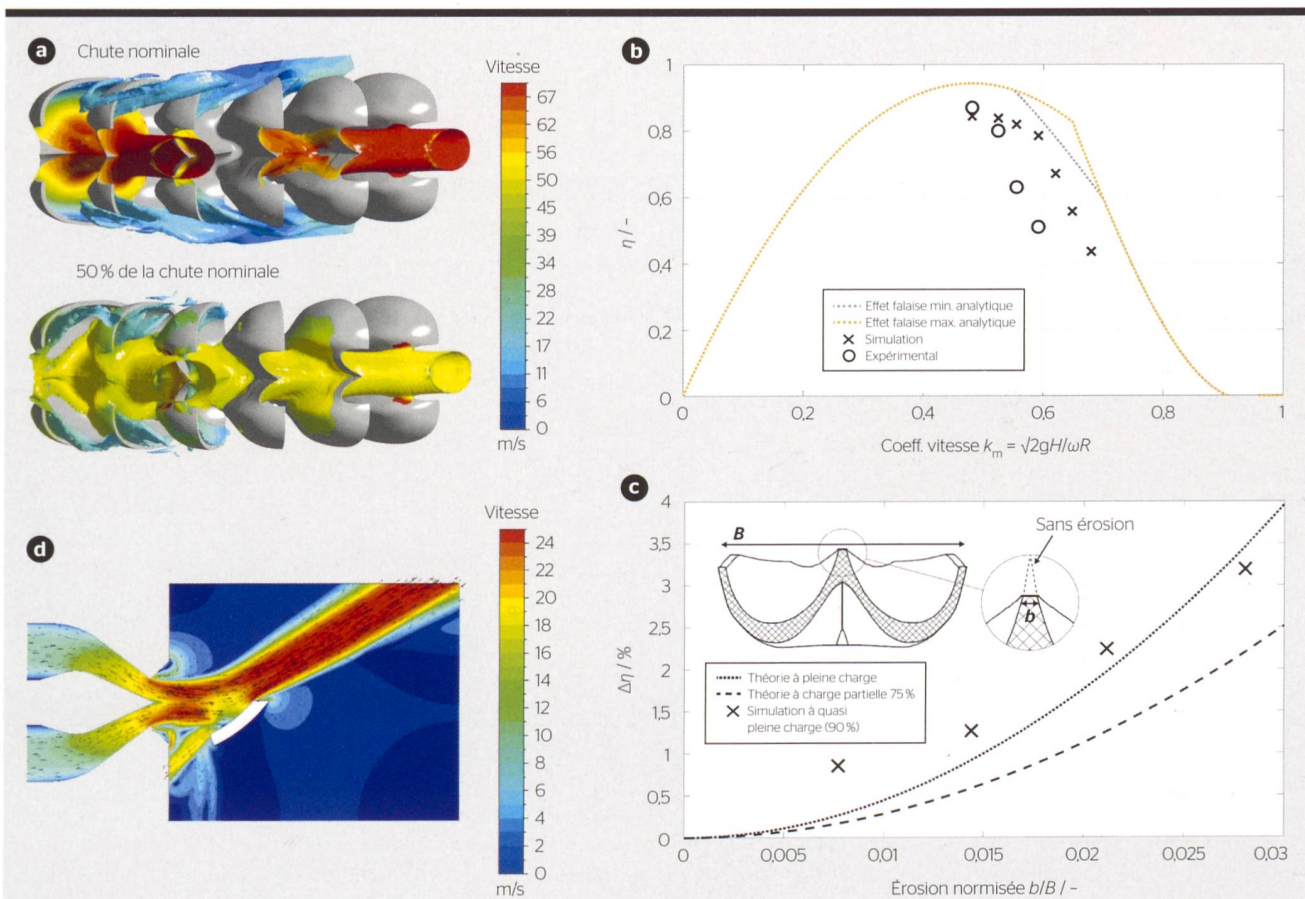 a
Chute nominale
Vitesse
67
62
56
50
45
39
34
28
22
17
11
6
0
m/s
50 % de la chute nominale
b
1
0,8
0,6
0,4
0,2
0
η / –
Effet falaise min. analytique
Effet falaise max. analytique
Simulation
Expérimental
0
0,2
0,4
0,6
0,8
1
Coeff. vitesse km = √2gH/ωR
c
4
3,5
3
2,5
2
1,5
1
0,5
0
Δη / %
B
Sans érosion
b
Théorie à pleine charge
Théorie à charge partielle 75 %
Simulation à quasi
pleine charge (90 %)
0
0,005
0,01
0,015
0,02
0,025
0,03
Érosion normisée b/B / –
d
Vitesse
24
22
20
18
16
14
12
10
8
6
4
2
0
m/s